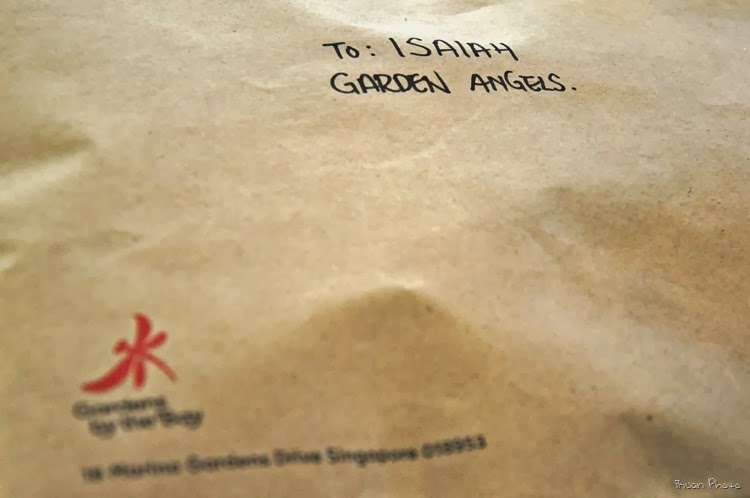 To: ISAIAH
GARDEN ANGELS.
Gardens
by the Bay
18 Marina Gardens Drive Singapore 018953